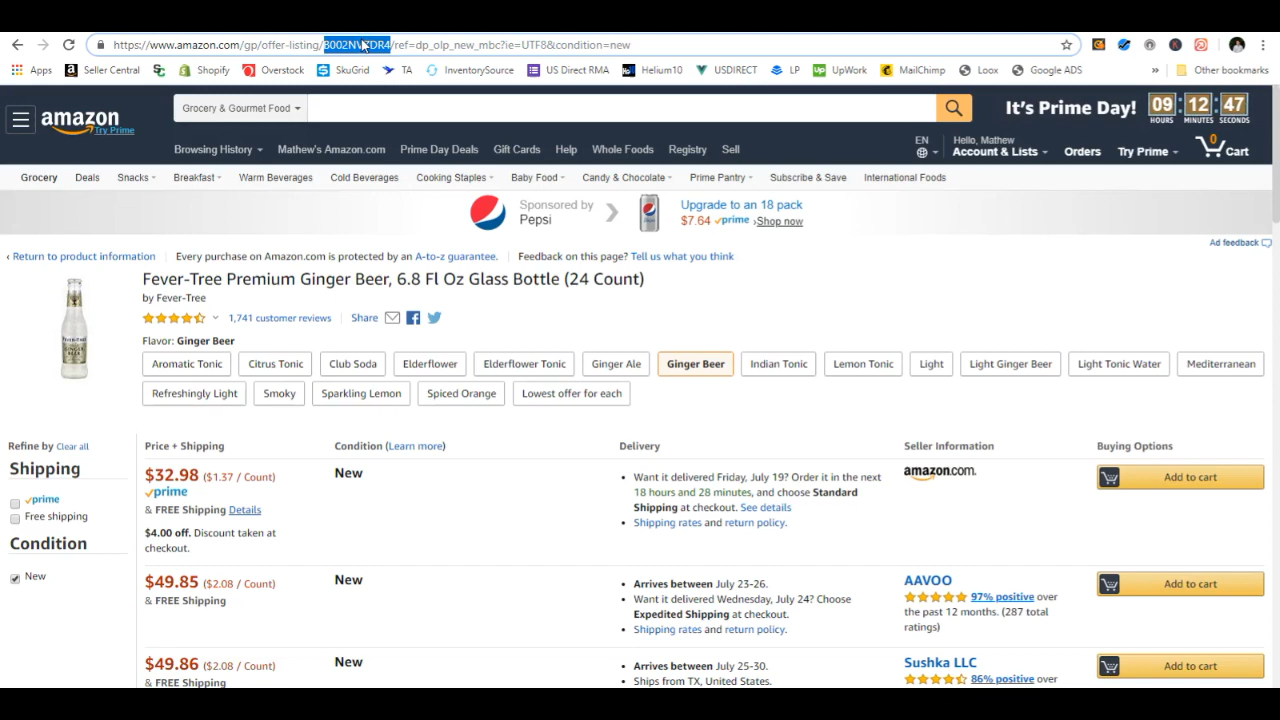 https://www.amazon.com/gp/offer-listing/ /ref=dp_olp_new_mbc?ie=UTF8&condition=new
Apps Seller Central Shopify Overstock SkuGrid TA InventorySource US Direct RMA Helium10 USDIRECT LP UpWork MailChimp Loox Google ADS » Other bookmarks
amazon
Try Prime
Grocery & Gourmet Food
It's Prime Day! 09 : 12 : 47
HOURS MINUTES SECONDS
Browsing History Mathew's Amazon.com Prime Day Deals Gift Cards Help Whole Foods Registry Sell
EN Hello, Mathew
Account & Lists Orders Try Prime 0 Cart
Grocery Deals Snacks Breakfast Warm Beverages Cold Beverages Cooking Staples Baby Food Candy & Chocolate Prime Pantry Subscribe & Save International Foods
Sponsored by
Pepsi
Upgrade to an 18 pack
$7.64 prime ›Shop now
Ad feedback
‹ Return to product information Every purchase on Amazon.com is protected by an A-to-z guarantee. Feedback on this page? Tell us what you think
Fever-Tree Premium Ginger Beer, 6.8 Fl Oz Glass Bottle (24 Count)
by Fever-Tree
1,741 customer reviews Share
Flavor: Ginger Beer
Aromatic Tonic Citrus Tonic Club Soda Elderflower Elderflower Tonic Ginger Ale Ginger Beer Indian Tonic Lemon Tonic Light Light Ginger Beer Light Tonic Water Mediterranean
Refreshingly Light Smoky Sparkling Lemon Spiced Orange Lowest offer for each
Refine by Clear all
Shipping
prime
Free shipping
Condition
New
Price + Shipping Condition (Learn more) Delivery Seller Information Buying Options
$32.98 ($1.37 / Count)
prime
& FREE Shipping Details
$4.00 off. Discount taken at
checkout.
New
• Want it delivered Friday, July 19? Order it in the next
18 hours and 28 minutes, and choose Standard
Shipping at checkout. See details
• Shipping rates and return policy.
amazon.com.
Add to cart
$49.85 ($2.08 / Count)
& FREE Shipping
New
• Arrives between July 23-26.
• Want it delivered Wednesday, July 24? Choose
Expedited Shipping at checkout.
• Shipping rates and return policy.
AAVOO
97% positive over
the past 12 months. (287 total
ratings)
Add to cart
$49.86 ($2.08 / Count)
& FREE Shipping
New
• Arrives between July 25-30.
• Ships from TX, United States.
Sushka LLC
86% positive over
Add to cart